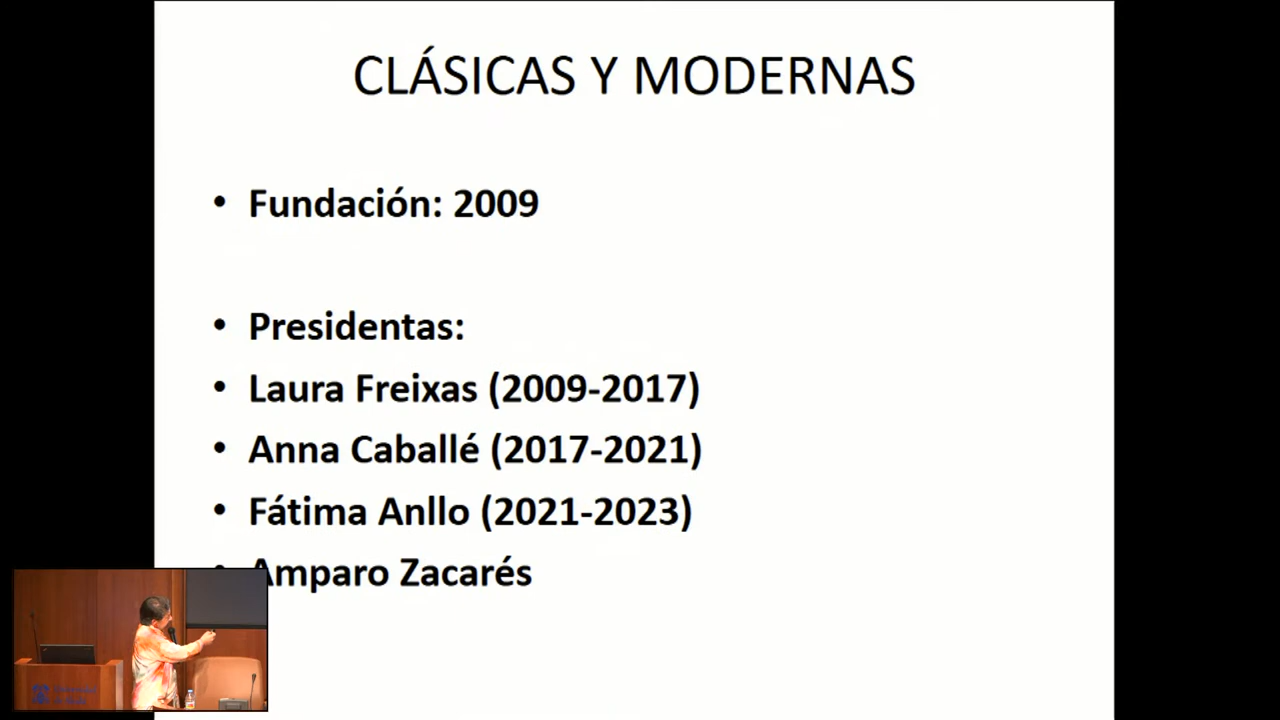 CLÁSICAS Y MODERNAS
• Fundación: 2009
• Presidentas:
• Laura Freixas (2009-2017)
• Anna Caballé (2017-2021)
• Fátima Anllo (2021-2023)
• Amparo Zacarés